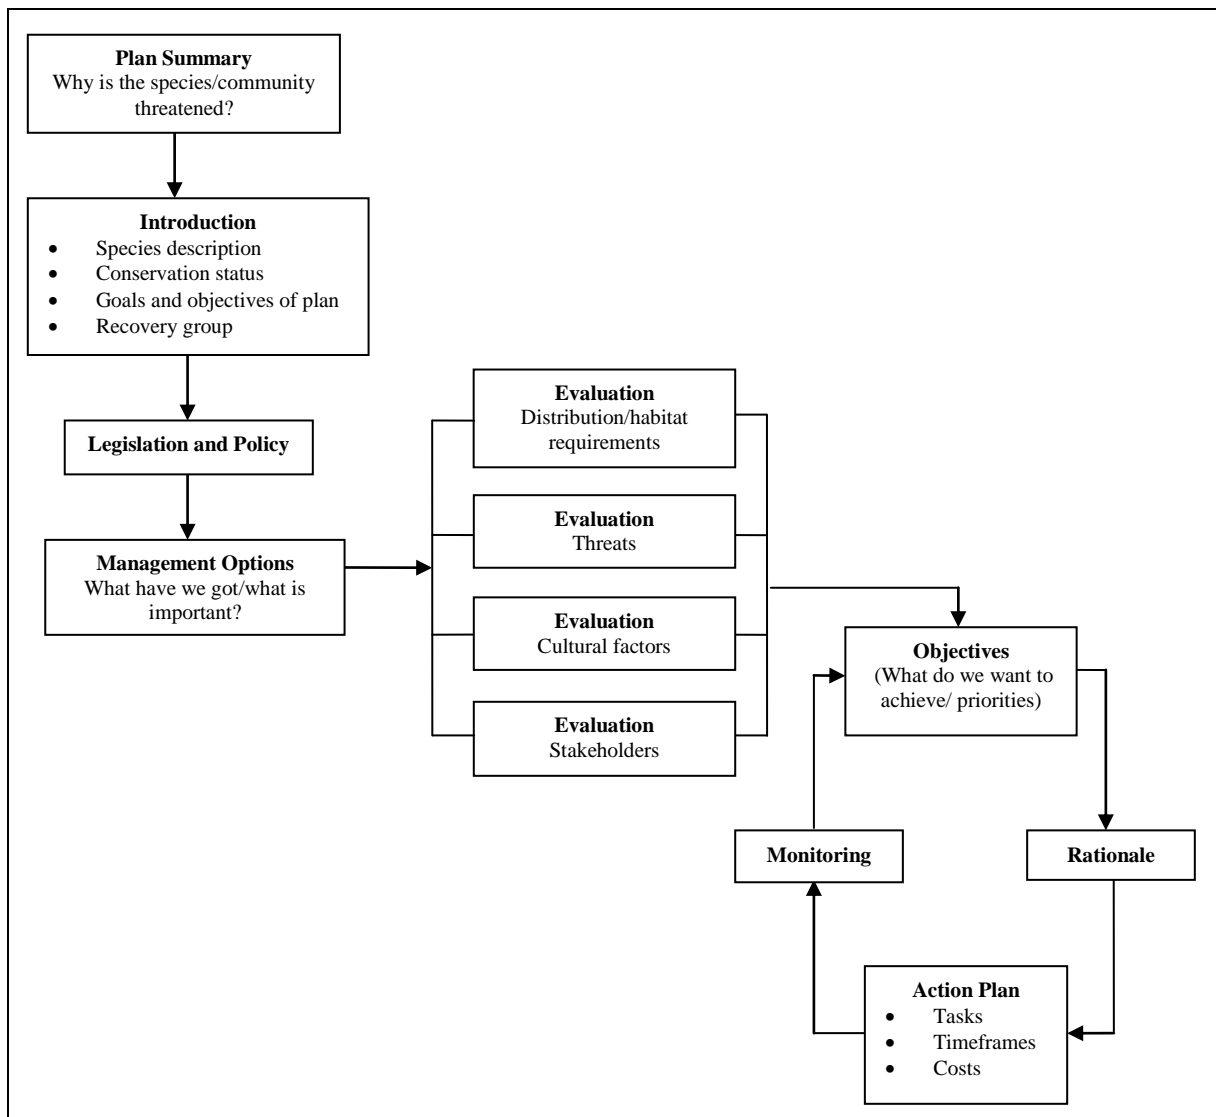 Plan Summary
Why is the species/community
threatened?
Introduction
• Species description
• Conservation status
• Goals and objectives of plan
• Recovery group
Legislation and Policy
Management Options
What have we got/what is
important?
Evaluation
Distribution/habitat
requirements
Evaluation
Threats
Evaluation
Cultural factors
Evaluation
Stakeholders
Objectives
(What do we want to
achieve/ priorities)
Monitoring
Rationale
Action Plan
• Tasks
• Timeframes
• Costs